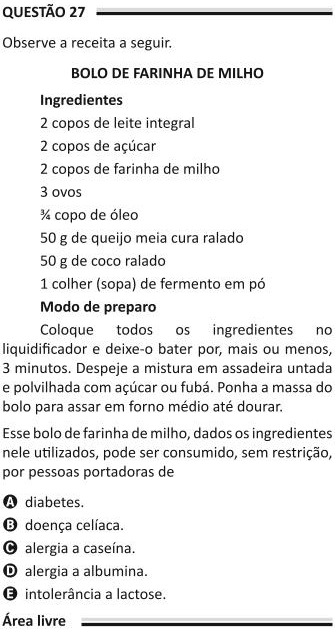 QUESTÃO 27
Observe a receita a seguir.
BOLO DE FARINHA DE MILHO
Ingredientes
2 copos de leite integral
2 copos de açúcar
2 copos de farinha de milho
3 ovos
¾ copo de óleo
50 g de queijo meia cura ralado
50 g de coco ralado
1 colher (sopa) de fermento em pó
Modo de preparo
Coloque todos os ingredientes no
liquidificador e deixe-o bater por, mais ou menos,
3 minutos. Despeje a mistura em assadeira untada
e polvilhada com açúcar ou fubá. Ponha a massa do
bolo para assar em forno médio até dourar.
Esse bolo de farinha de milho, dados os ingredientes
nele utilizados, pode ser consumido, sem restrição,
por pessoas portadoras de
A diabetes.
B doença celíaca.
C alergia a caseína.
D alergia a albumina.
E intolerância a lactose.
Área livre